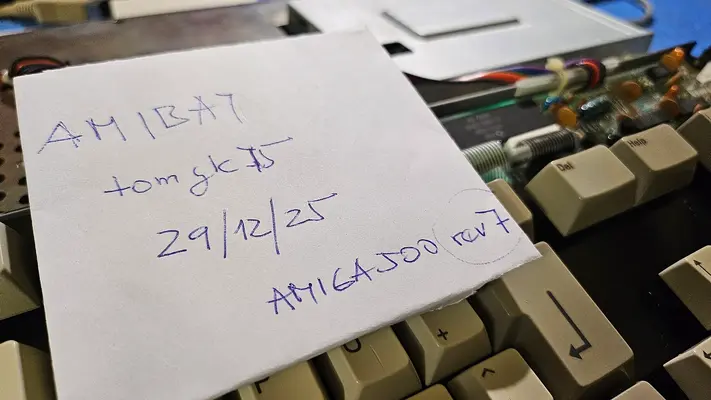 AMIBAY
tomgk75
29/12/25
AMIGA500 rev7
Del
Help
+
^